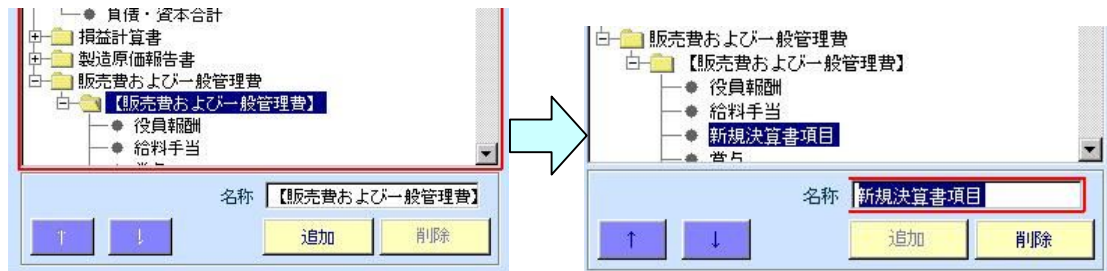 負債・資本合計
損益計算書
製造原価報告書
販売費および一般管理費
【販売費および一般管理費】
役員報酬
給料手当
名称 【販売費および一般管理費】
↑ ↓ 追加 削除
販売費および一般管理費
【販売費および一般管理費】
役員報酬
給料手当
新規決算書項目
賞与
名称 新規決算書項目
↑ ↓ 追加 削除